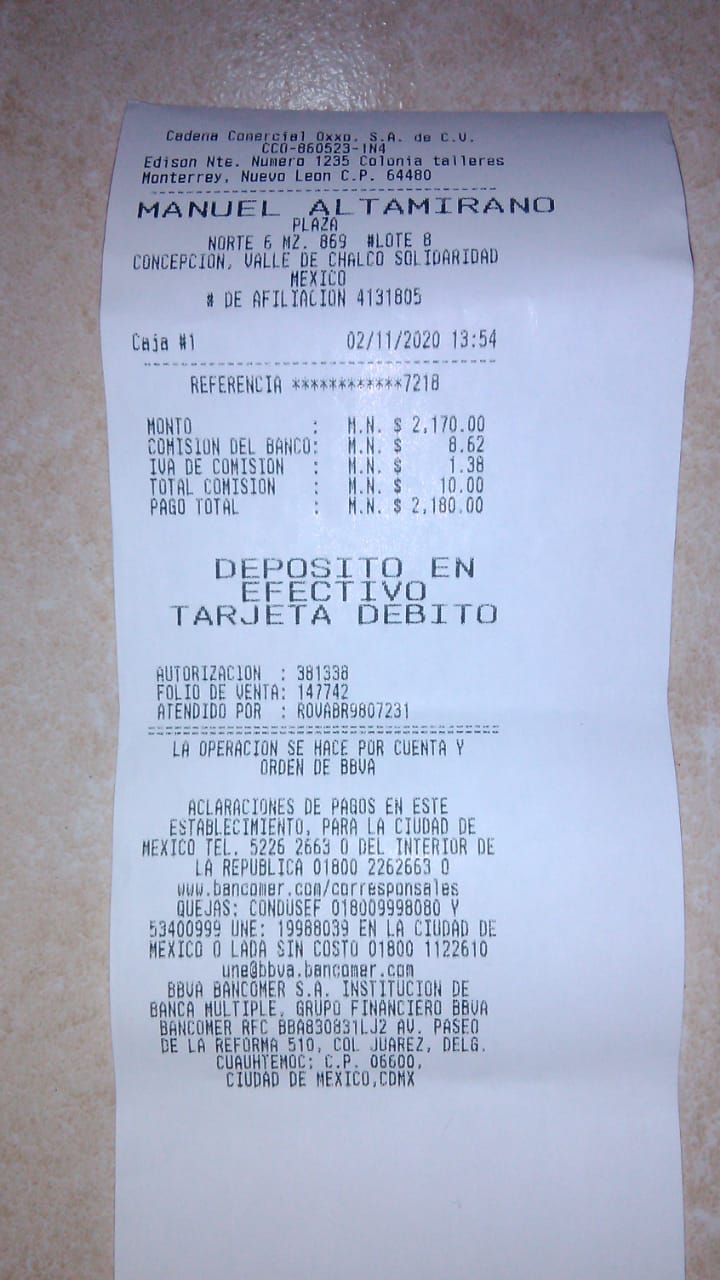 Cadena Comercial Oxxo, S.A. de C.V.
CCO-860523-1N4
Edison Nte. Numero 1235 Colonia talleres
Monterrey, Nuevo Leon C.P. 64480
MANUEL ALTAMIRANO
PLAZA
NORTE 6 MZ. 869 #LOTE 8
CONCEPCION, VALLE DE CHALCO SOLIDARIDAD
MEXICO
# DE AFILIACION 4131805
Caja #1 02/11/2020 13:54
REFERENCIA ************7218
MONTO : M.N. $ 2,170.00
COMISION DEL BANCO: M.N. $ 8.62
IVA DE COMISION : M.N. $ 1.38
TOTAL COMISION : M.N. $ 10.00
PAGO TOTAL : M.N. $ 2,180.00
DEPOSITO EN
EFECTIVO
TARJETA DEBITO
AUTORIZACION : 381338
FOLIO DE VENTA: 147742
ATENDIDO POR : ROVABR9807231
LA OPERACION SE HACE POR CUENTA Y
ORDEN DE BBVA
ACLARACIONES DE PAGOS EN ESTE
ESTABLECIMIENTO, PARA LA CIUDAD DE
MEXICO TEL. 5226 2663 O DEL INTERIOR DE
LA REPUBLICA 01800 2262663 O
www.bancomer.com/corresponsales
QUEJAS: CONDUSEF 018009998080 Y
53400999 UNE: 19988039 EN LA CIUDAD DE
MEXICO O LADA SIN COSTO 01800 1122610
une@bbva.bancomer.com
BBVA BANCOMER S.A. INSTITUCION DE
BANCA MULTIPLE, GRUPO FINANCIERO BBVA
BANCOMER RFC BBA830831LJ2 AV. PASEO
DE LA REFORMA 510, COL JUAREZ, DELG.
CUAUHTEMOC; C.P. 06600,
CIUDAD DE MEXICO,CDMX